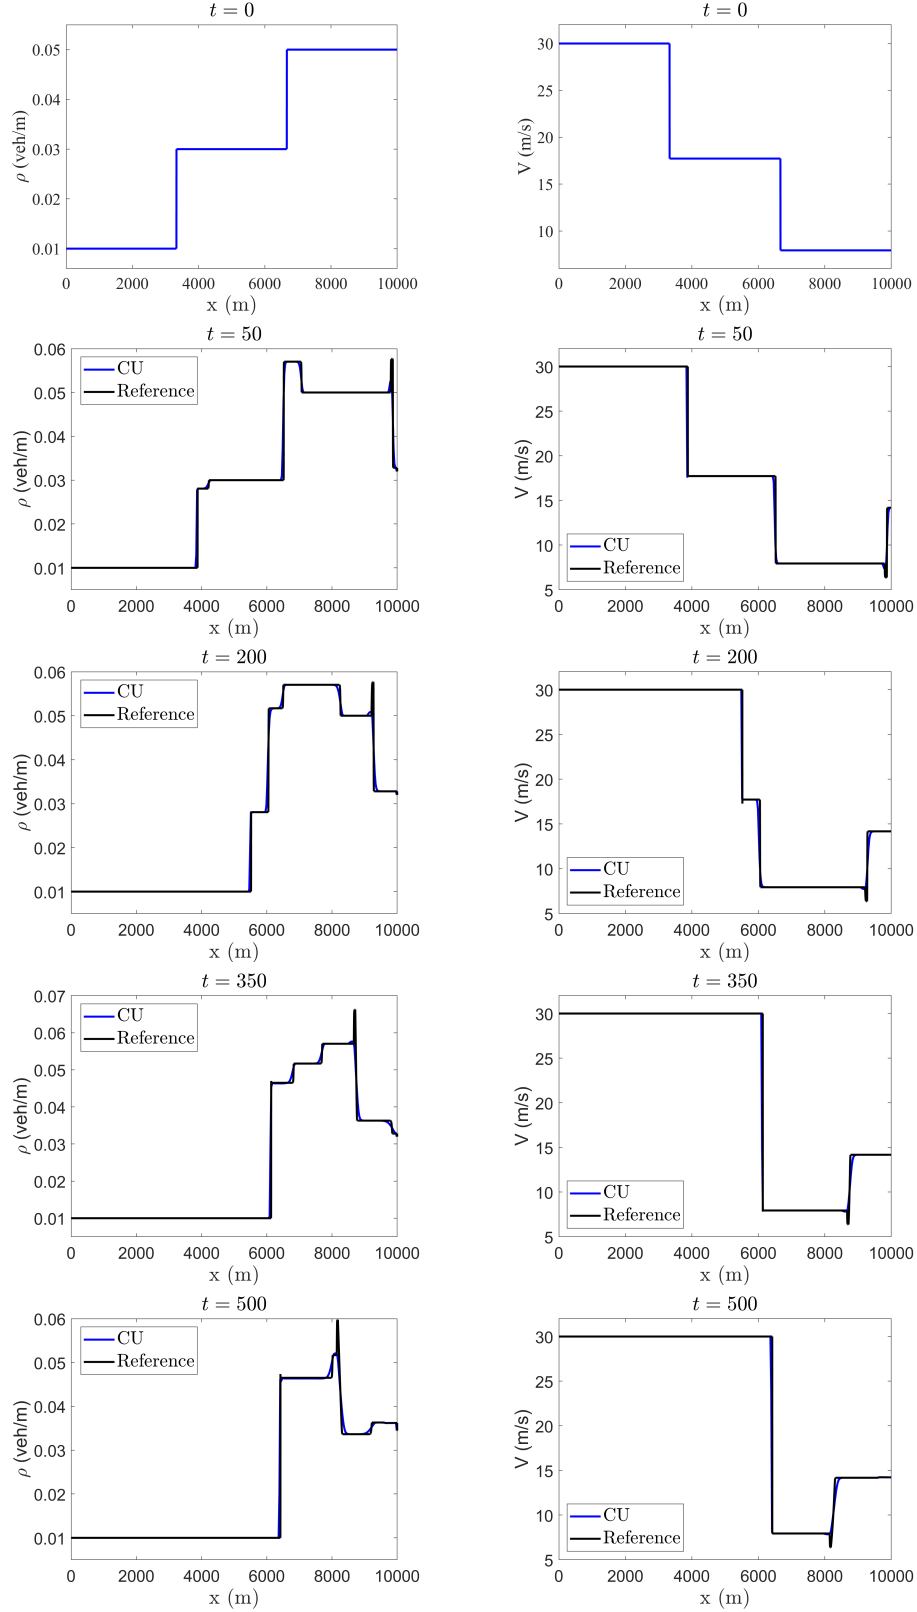 t = 0
0.05
0.04
0.03
0.02
0.01
ρ (veh/m)
0 2000 4000 6000 8000 10000
x (m)
t = 0
30
25
20
15
10
V (m/s)
0 2000 4000 6000 8000 10000
x (m)
t = 50
0.06
0.05
0.04
0.03
0.02
0.01
ρ (veh/m)
CU
Reference
0 2000 4000 6000 8000 10000
x (m)
t = 50
30
25
20
15
10
5
V (m/s)
CU
Reference
0 2000 4000 6000 8000 10000
x (m)
t = 200
0.06
0.05
0.04
0.03
0.02
0.01
ρ (veh/m)
CU
Reference
0 2000 4000 6000 8000 10000
x (m)
t = 200
30
25
20
15
10
5
V (m/s)
CU
Reference
0 2000 4000 6000 8000 10000
x (m)
t = 350
0.07
0.06
0.05
0.04
0.03
0.02
0.01
ρ (veh/m)
CU
Reference
0 2000 4000 6000 8000 10000
x (m)
t = 350
30
25
20
15
10
5
V (m/s)
CU
Reference
0 2000 4000 6000 8000 10000
x (m)
t = 500
0.06
0.05
0.04
0.03
0.02
0.01
ρ (veh/m)
CU
Reference
0 2000 4000 6000 8000 10000
x (m)
t = 500
30
25
20
15
10
5
V (m/s)
CU
Reference
0 2000 4000 6000 8000 10000
x (m)